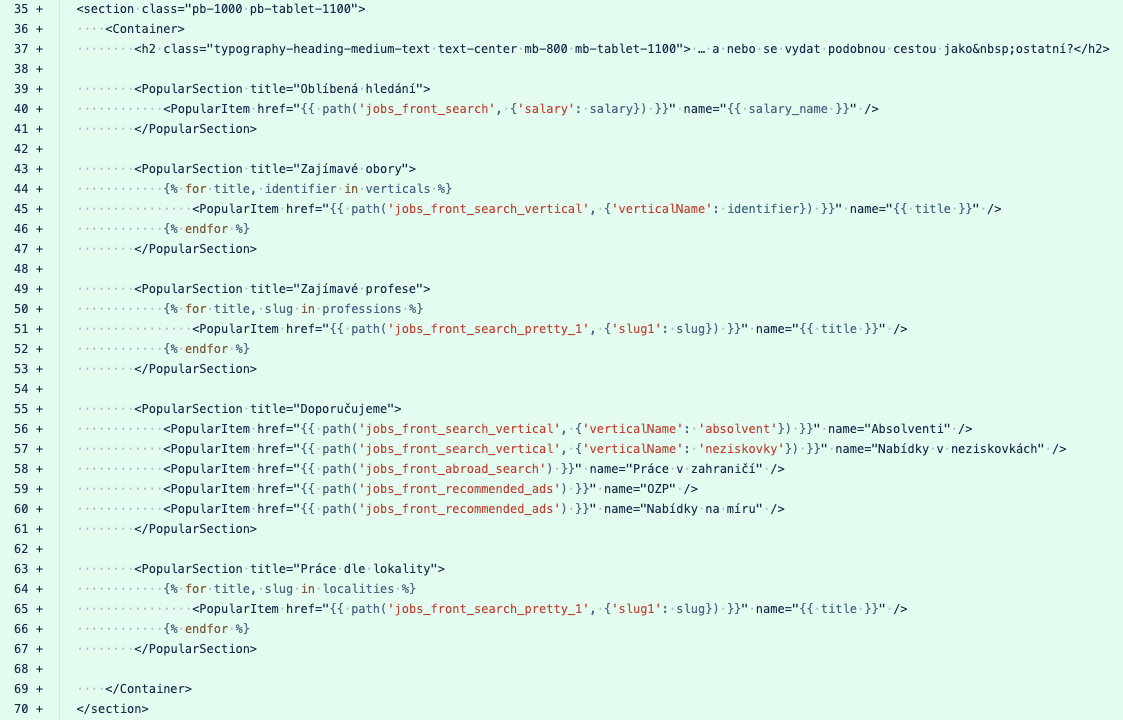 35 + <section class="pb-1000 pb-tablet-1100">
36 + ····<Container>
37 + ········<h2 class="typography-heading-medium-text text-center mb-800 mb-tablet-1100"> … a nebo se vydat podobnou cestou jako&nbsp;ostatní?</h2>
38 +
39 + ········<PopularSection title="Oblíbená hledání">
40 + ············<PopularItem href="{{ path('jobs_front_search', {'salary': salary}) }}" name="{{ salary_name }}" />
41 + ········</PopularSection>
42 +
43 + ········<PopularSection title="Zajímavé obory">
44 + ············{% for title, identifier in verticals %}
45 + ················<PopularItem href="{{ path('jobs_front_search_vertical', {'verticalName': identifier}) }}" name="{{ title }}" />
46 + ············{% endfor %}
47 + ········</PopularSection>
48 +
49 + ········<PopularSection title="Zajímavé profese">
50 + ············{% for title, slug in professions %}
51 + ················<PopularItem href="{{ path('jobs_front_search_pretty_1', {'slug1': slug}) }}" name="{{ title }}" />
52 + ············{% endfor %}
53 + ········</PopularSection>
54 +
55 + ········<PopularSection title="Doporučujeme">
56 + ············<PopularItem href="{{ path('jobs_front_search_vertical', {'verticalName': 'absolvent'}) }}" name="Absolventi" />
57 + ············<PopularItem href="{{ path('jobs_front_search_vertical', {'verticalName': 'neziskovky'}) }}" name="Nabídky v neziskovkách" />
58 + ············<PopularItem href="{{ path('jobs_front_abroad_search') }}" name="Práce v zahraničí" />
59 + ············<PopularItem href="{{ path('jobs_front_recommended_ads') }}" name="OZP" />
60 + ············<PopularItem href="{{ path('jobs_front_recommended_ads') }}" name="Nabídky na míru" />
61 + ········</PopularSection>
62 +
63 + ········<PopularSection title="Práce dle lokality">
64 + ············{% for title, slug in localities %}
65 + ················<PopularItem href="{{ path('jobs_front_search_pretty_1', {'slug1': slug}) }}" name="{{ title }}" />
66 + ············{% endfor %}
67 + ········</PopularSection>
68 +
69 + ····</Container>
70 + </section>